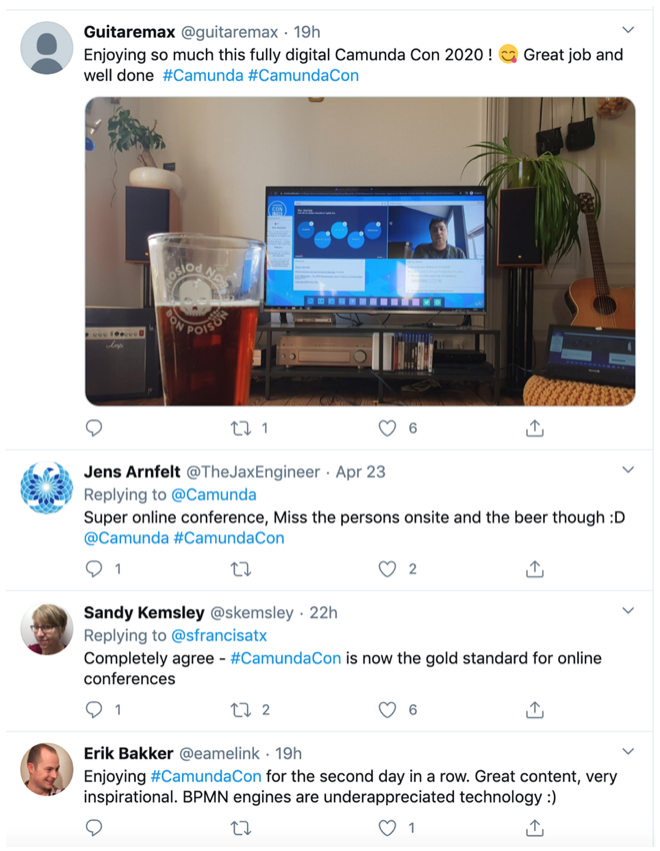 Guitaremax @guitaremax · 19h
Enjoying so much this fully digital Camunda Con 2020 ! 😋 Great job and
well done #Camunda #CamundaCon
POISON NO
BON POISON
1
6
Jens Arnfelt @TheJaxEngineer · Apr 23
Replying to @Camunda
Super online conference, Miss the persons onsite and the beer though :D
@Camunda #CamundaCon
1
2
Sandy Kemsley @skemsley · 22h
Replying to @sfrancisatx
Completely agree - #CamundaCon is now the gold standard for online
conferences
1
2
6
Erik Bakker @eamelink · 19h
Enjoying #CamundaCon for the second day in a row. Great content, very
inspirational. BPMN engines are underappreciated technology :)
1